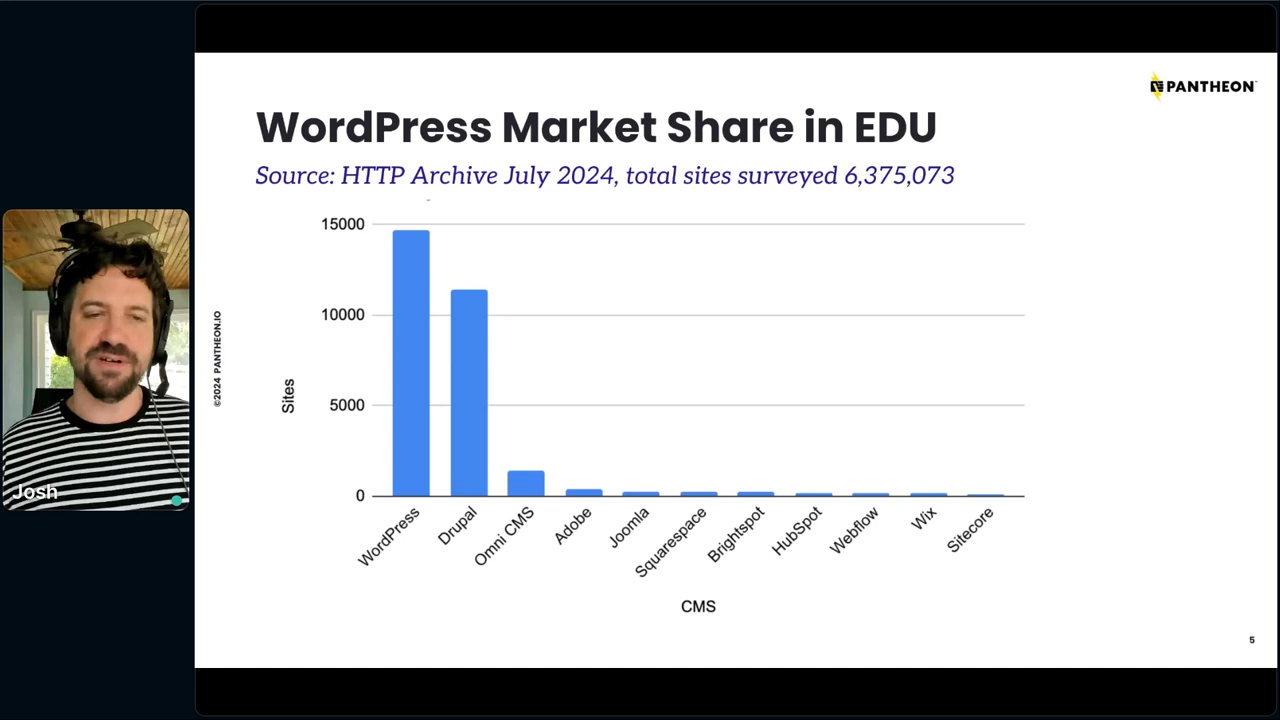 PANTHEON
WordPress Market Share in EDU
Source: HTTP Archive July 2024, total sites surveyed 6,375,073
15000
10000
5000
0
Sites
WordPress
Drupal
Omni CMS
Adobe
Joomla
Squarespace
Brightspot
HubSpot
Webflow
Wix
Sitecore
CMS
©2024 PANTHEON.IO
5
Josh